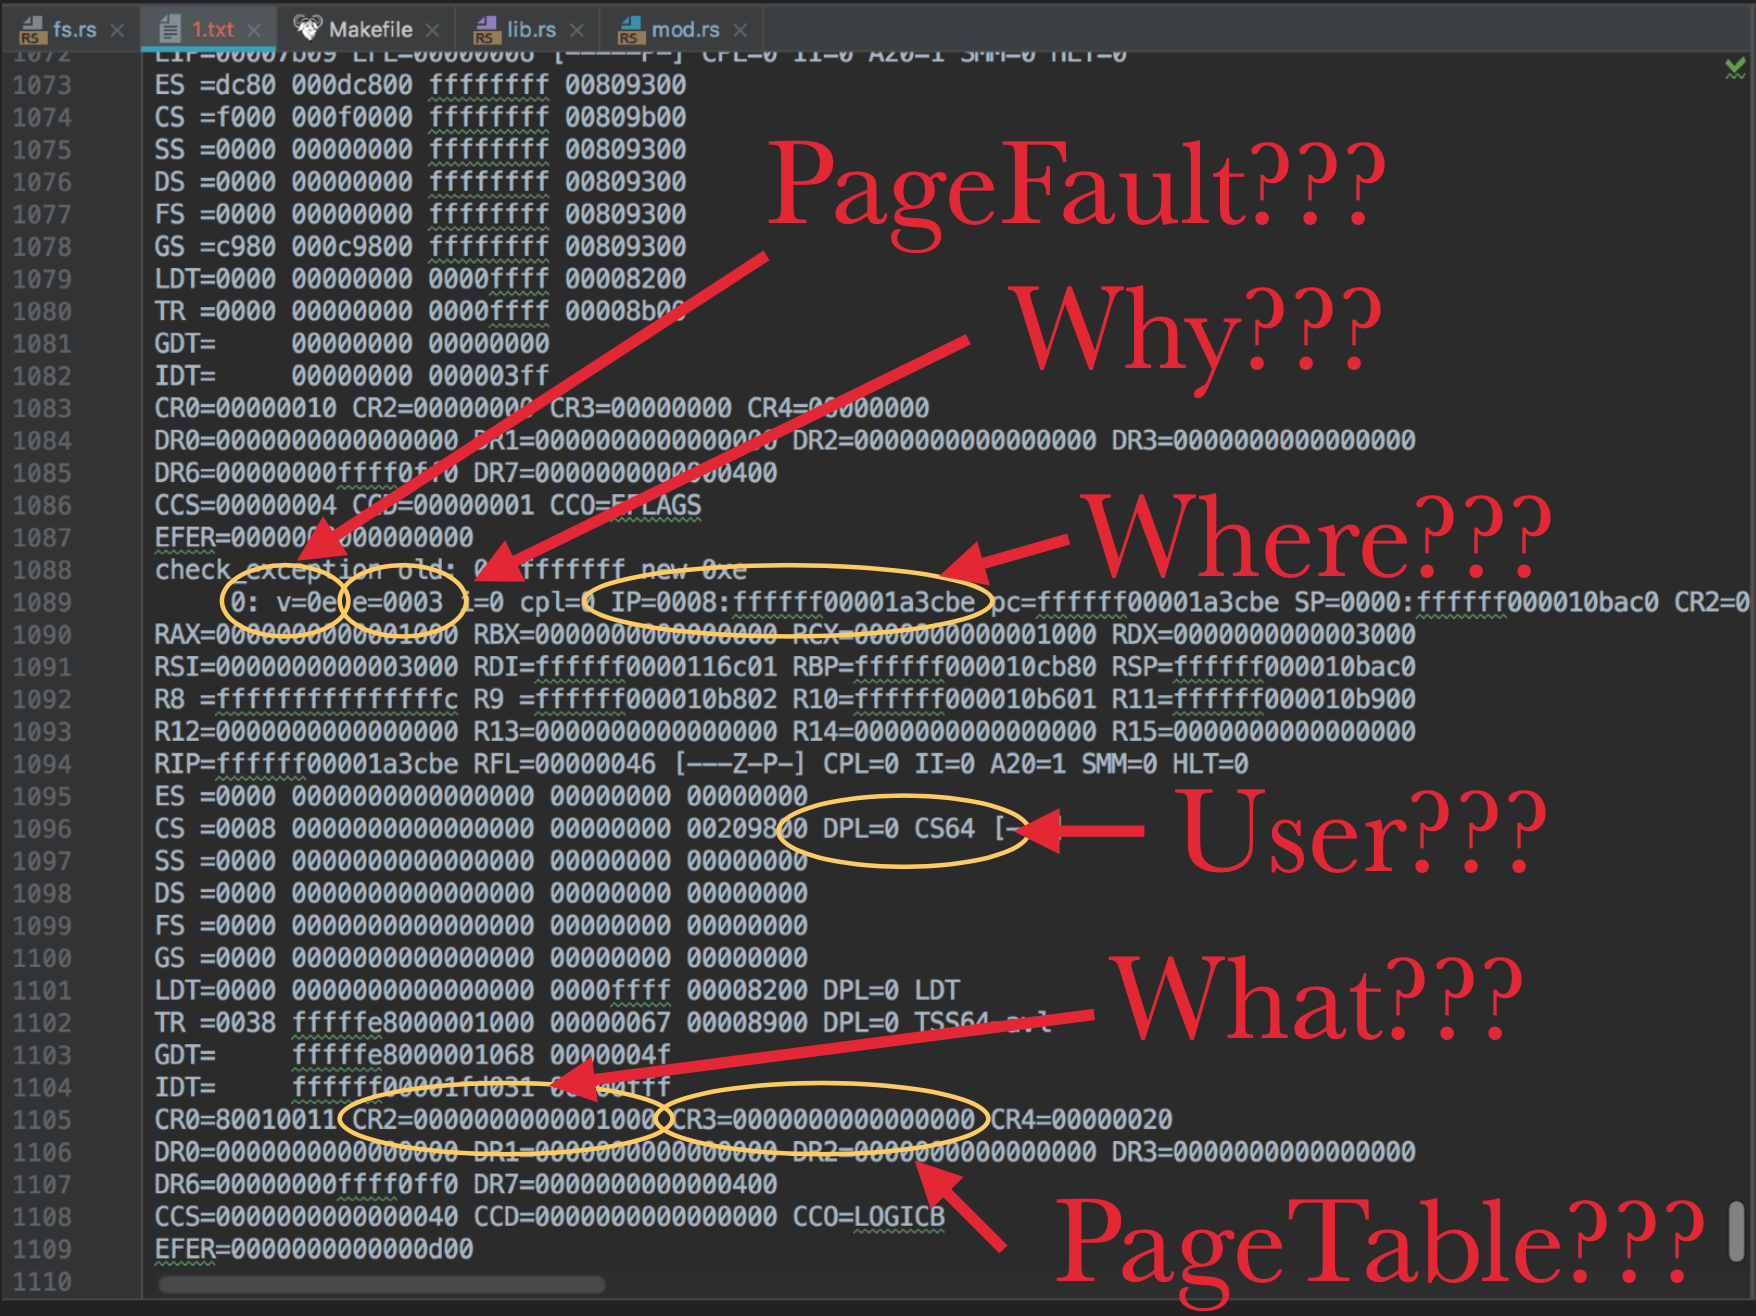 fs.rs
1.txt
Makefile
lib.rs
mod.rs
1072 EIP=00007b09 EFL=00000006 [-----P-] CPL=0 II=0 A20=1 SMM=0 HLT=0
1073 ES =dc80 000dc800 ffffffff 00809300
1074 CS =f000 000f0000 ffffffff 00809b00
1075 SS =0000 00000000 ffffffff 00809300
1076 DS =0000 00000000 ffffffff 00809300
1077 FS =0000 00000000 ffffffff 00809300
1078 GS =c980 000c9800 ffffffff 00809300
1079 LDT=0000 00000000 0000ffff 00008200
1080 TR =0000 00000000 0000ffff 00008b00
1081 GDT=     00000000 00000000
1082 IDT=     00000000 000003ff
1083 CR0=00000010 CR2=00000000 CR3=00000000 CR4=00000000
1084 DR0=0000000000000000 DR1=0000000000000000 DR2=0000000000000000 DR3=0000000000000000
1085 DR6=00000000ffff0ff0 DR7=0000000000000400
1086 CCS=00000004 CCD=00000001 CCO=EFLAGS
1087 EFER=0000000000000000
1088 check_exception old: new 0xe
1089 0: v=0e e=0003 i=0 cpl=0 IP=0008:ffffff00001a3cbe pc=ffffff00001a3cbe SP=0000:ffffff000010bac0 CR2=0
1090 RAX=0000000000001000 RBX=0000000000000000 RCX=0000000000001000 RDX=0000000000003000
1091 RSI=0000000000003000 RDI=ffffff0000116c01 RBP=ffffff000010cb80 RSP=ffffff000010bac0
1092 R8 =fffffffffffffffc R9 =ffffff000010b802 R10=ffffff000010b601 R11=ffffff000010b900
1093 R12=0000000000000000 R13=0000000000000000 R14=0000000000000000 R15=0000000000000000
1094 RIP=ffffff00001a3cbe RFL=00000046 [---Z-P-] CPL=0 II=0 A20=1 SMM=0 HLT=0
1095 ES =0000 0000000000000000 00000000 00000000
1096 CS =0008 0000000000000000 00000000 00209800 DPL=0 CS64 [-
1097 SS =0000 0000000000000000 00000000 00000000
1098 DS =0000 0000000000000000 00000000 00000000
1099 FS =0000 0000000000000000 00000000 00000000
1100 GS =0000 0000000000000000 00000000 00000000
1101 LDT=0000 0000000000000000 0000ffff 00008200 DPL=0 LDT
1102 TR =0038 fffffe8000001000 00000067 00008900 DPL=0 TSS64-avl
1103 GDT=     fffffe8000001068 0000004f
1104 IDT=     ffffff00001fd031 00000fff
1105 CR0=80010011 CR2=0000000000001000 CR3=0000000000000000 CR4=00000020
1106 DR0=0000000000000000 DR1=0000000000000000 DR2=0000000000000000 DR3=0000000000000000
1107 DR6=00000000ffff0ff0 DR7=0000000000000400
1108 CCS=0000000000000040 CCD=0000000000000000 CCO=LOGICB
1109 EFER=0000000000000d00
1110
PageFault???
Why???
Where???
User???
What???
PageTable???